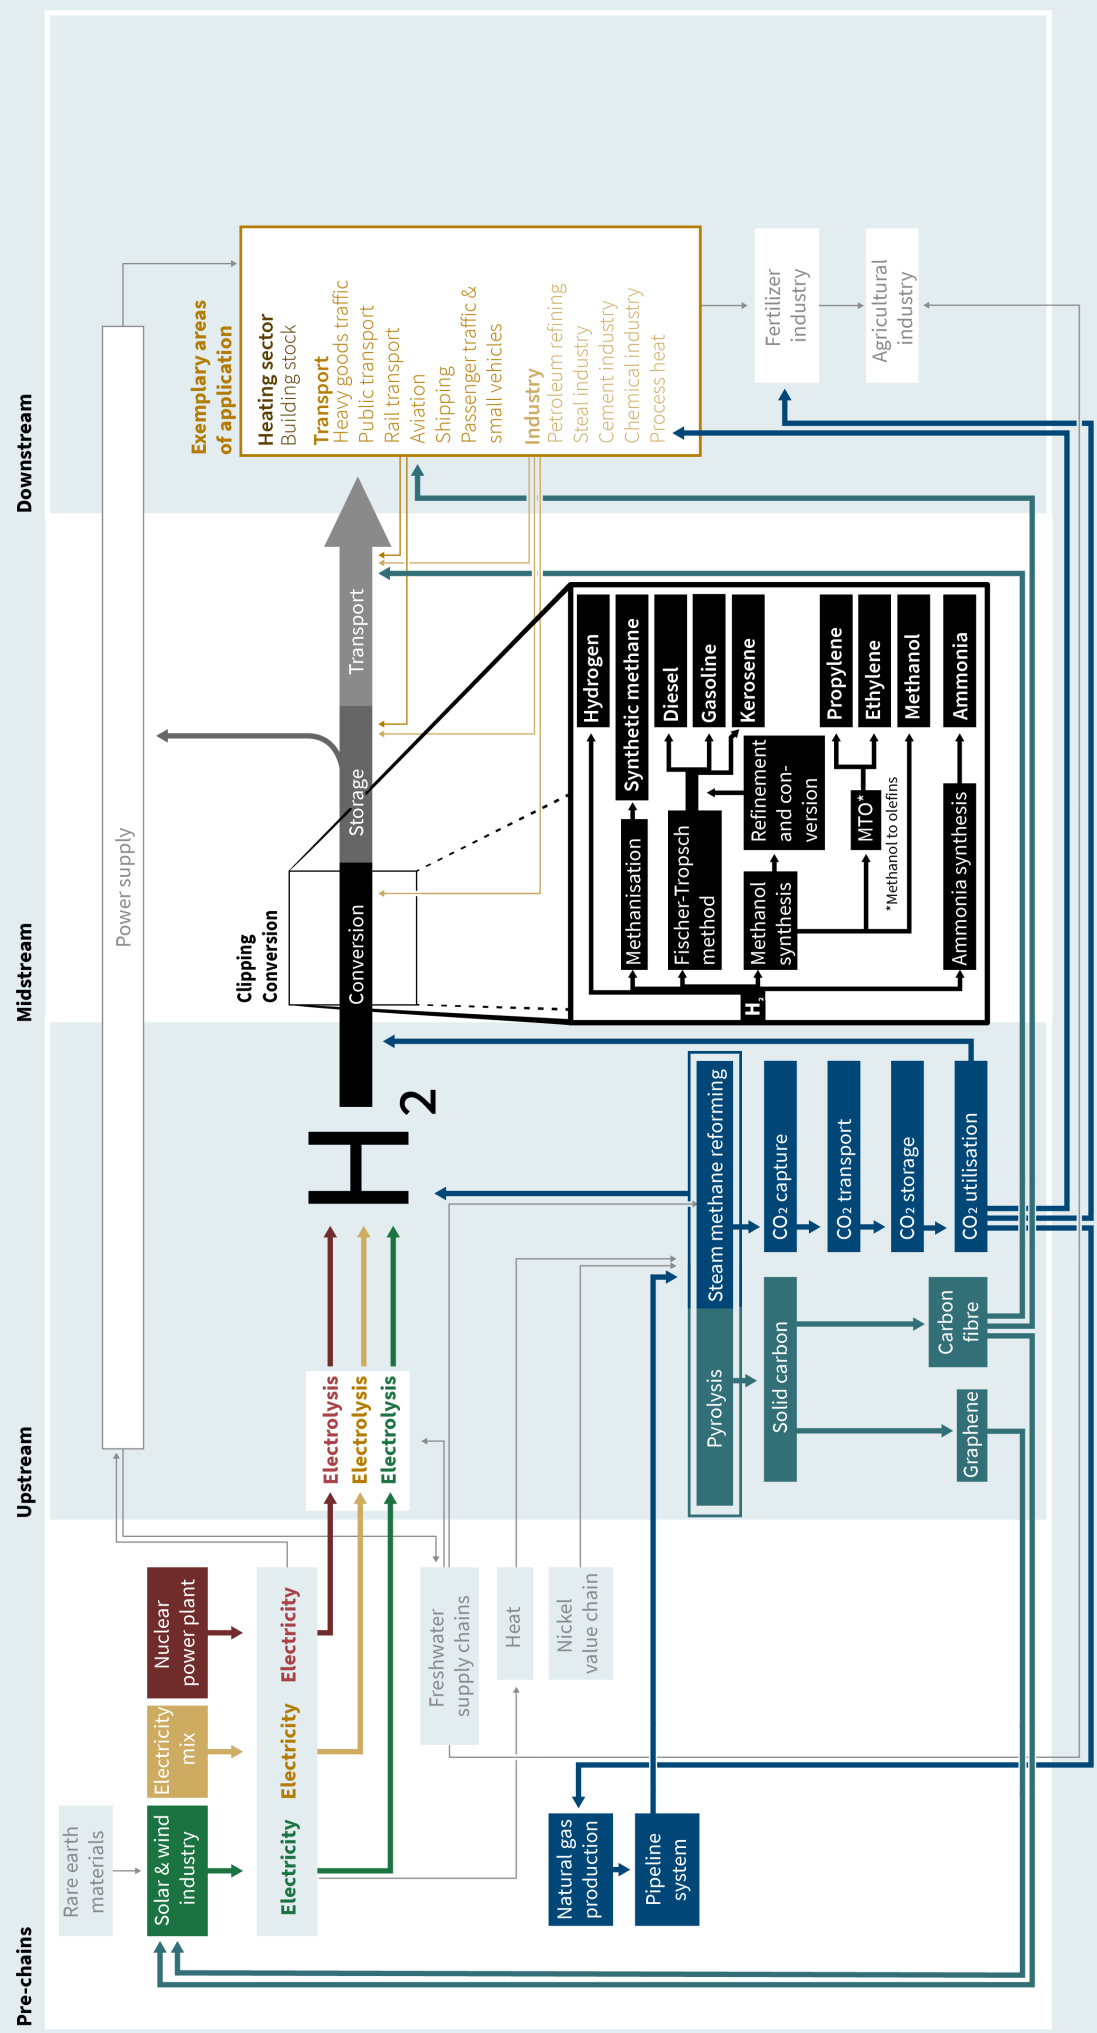 Pre-chains
Upstream
Midstream
Downstream
Power supply
Rare earth
materials
Solar & wind
industry
Electricity
mix
Nuclear
power plant
Electricity
Electricity
Electricity
Electrolysis
Electrolysis
Electrolysis
Freshwater
supply chains
Heat
Nickel
value chain
Natural gas
production
Pipeline
system
H2
Pyrolysis
Steam methane reforming
Solid carbon
Graphene
Carbon
fibre
CO₂ capture
CO₂ transport
CO₂ storage
CO₂ utilisation
Clipping
Conversion
Conversion
Storage
Transport
H₂
Methanisation
Fischer-Tropsch
method
Methanol
synthesis
Refinement
and con-
version
MTO*
*Methanol to olefins
Ammonia synthesis
Hydrogen
Synthetic methane
Diesel
Gasoline
Kerosene
Propylene
Ethylene
Methanol
Ammonia
Exemplary areas
of application
Heating sector
Building stock
Transport
Heavy goods traffic
Public transport
Rail transport
Aviation
Shipping
Passenger traffic &
small vehicles
Industry
Petroleum refining
Steal industry
Cement industry
Chemical industry
Process heat
Fertilizer
industry
Agricultural
industry